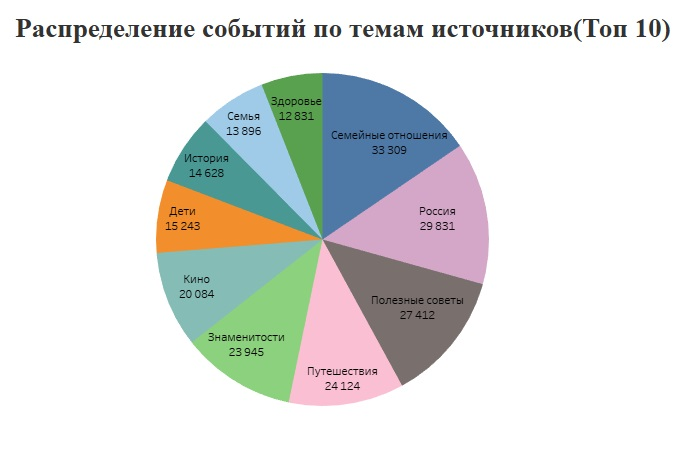 Распределение событий по темам источников(Топ 10)
Семейные отношения
33 309
Россия
29 831
Полезные советы
27 412
Путешествия
24 124
Знаменитости
23 945
Кино
20 084
Дети
15 243
История
14 628
Семья
13 896
Здоровье
12 831